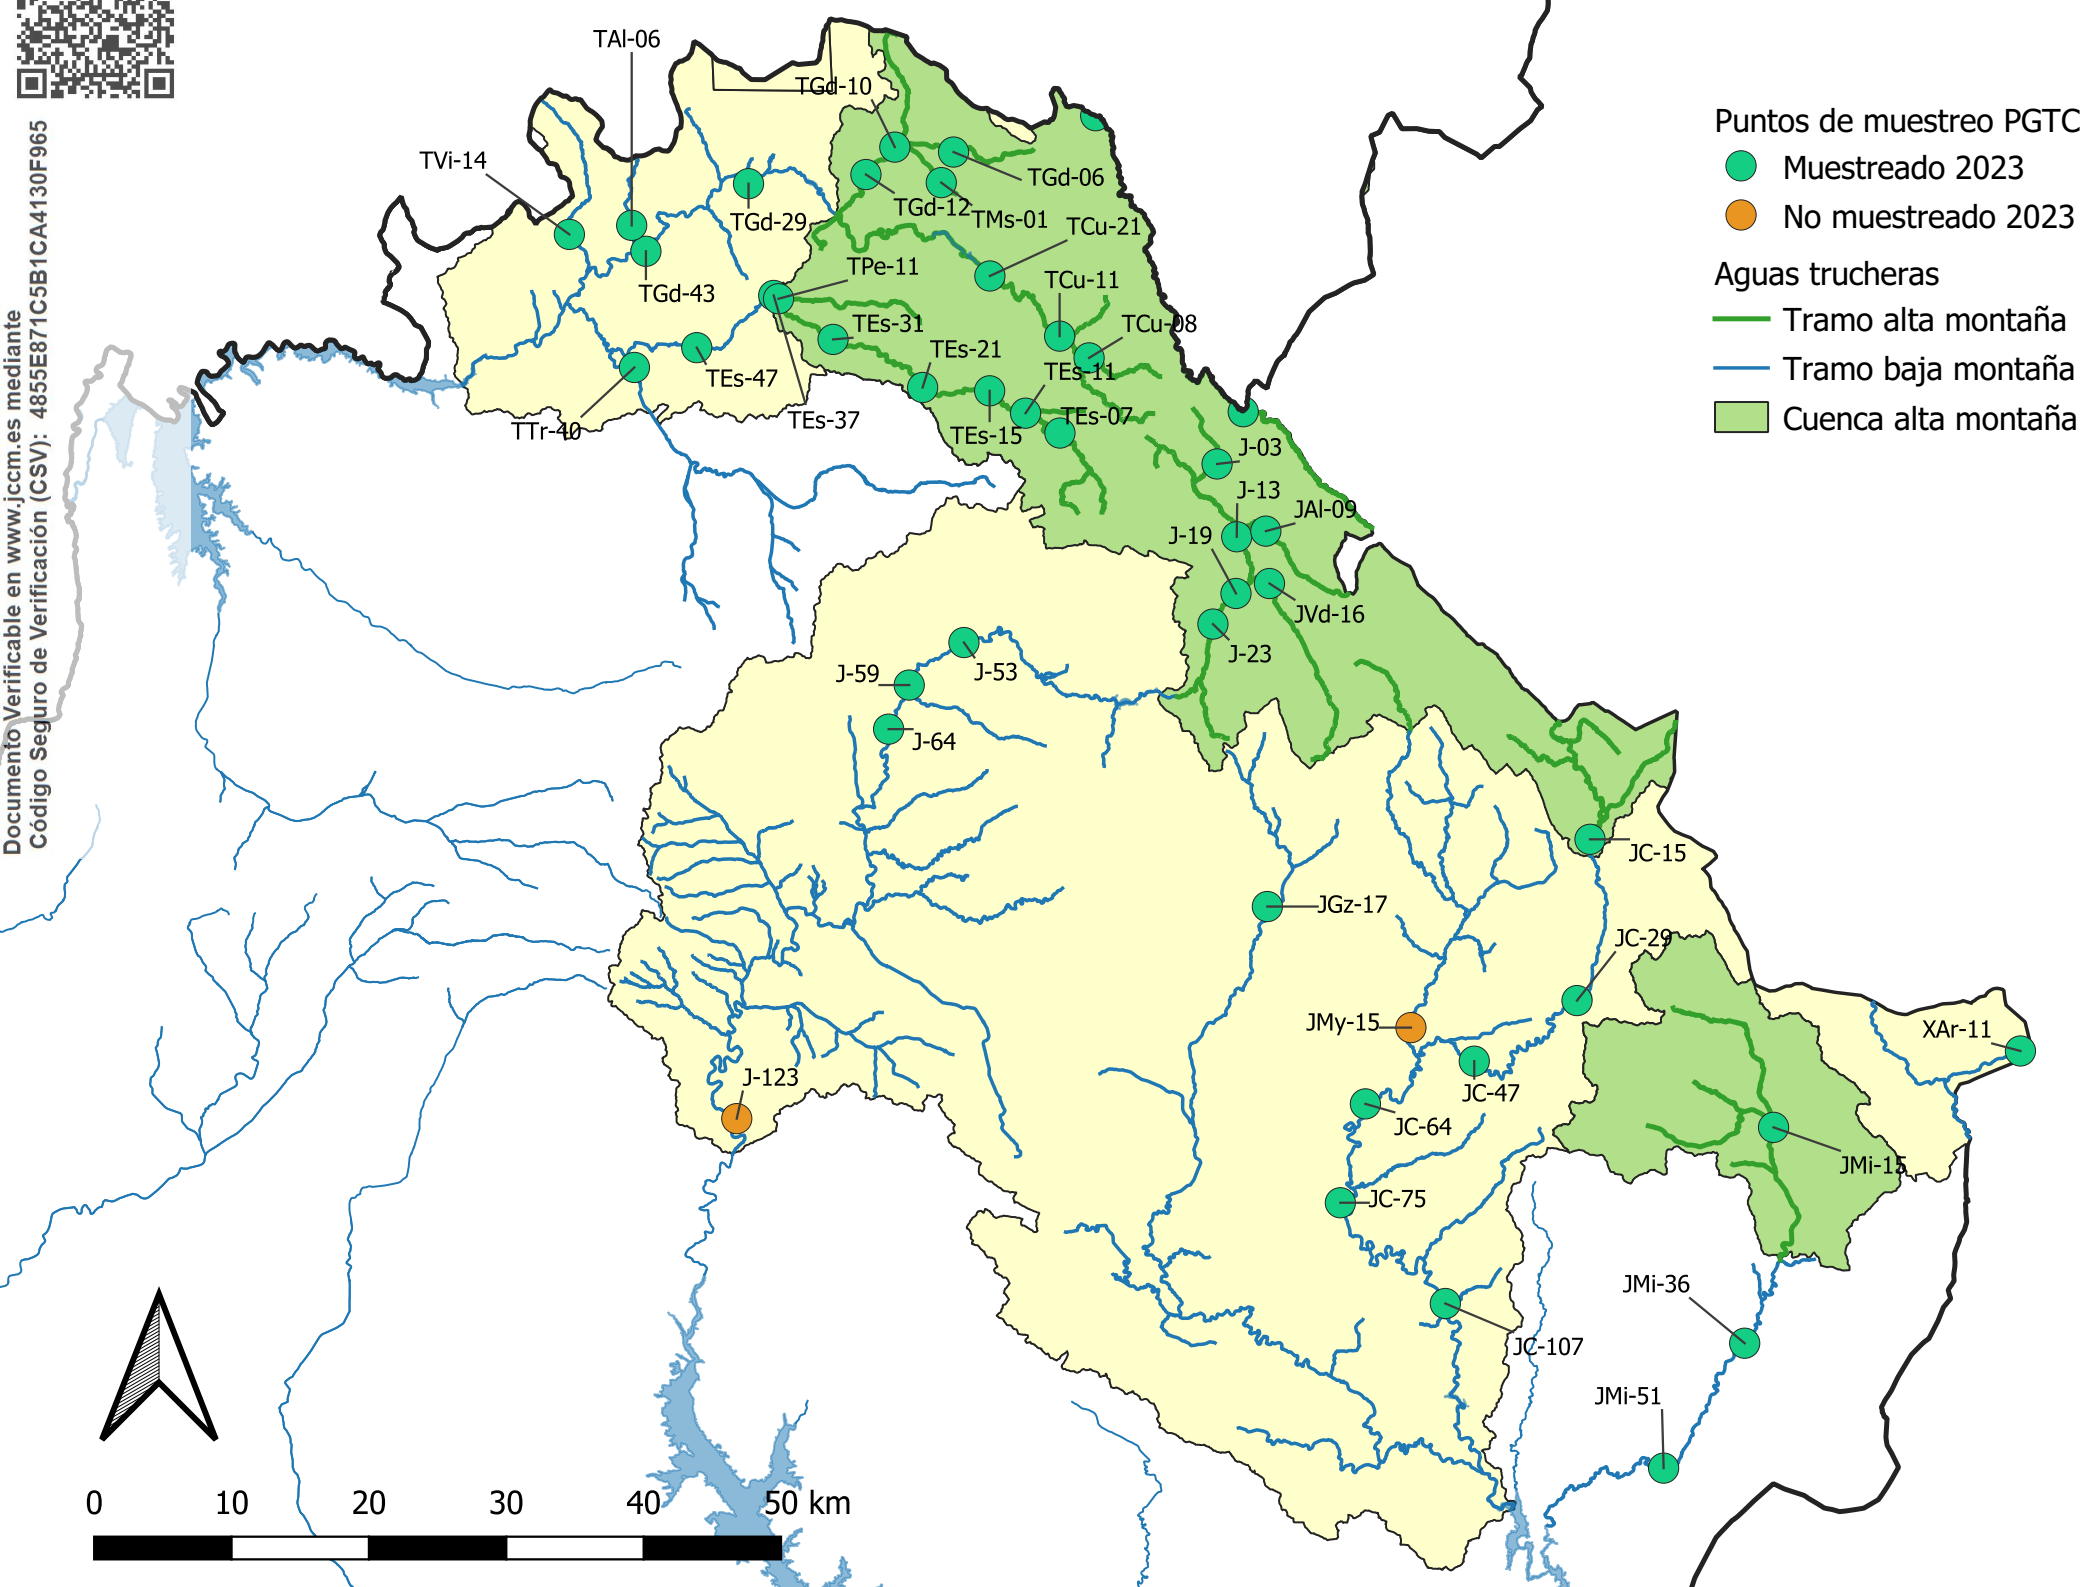 Documento Verificable en www.jccm.es mediante
Código Seguro de Verificación (CSV): 4855E871C5B1CA4130F965
Puntos de muestreo PGTC
Muestreado 2023
No muestreado 2023
Aguas trucheras
Tramo alta montaña
Tramo baja montaña
Cuenca alta montaña
TAl-06
TGd-10
TVi-14
TGd-06
TGd-12
TMs-01
TGd-29
TCu-21
TPe-11
TCu-11
TGd-43
TEs-31
TCu-08
TEs-21
TEs-11
TEs-47
TEs-37
TEs-07
TTr-40
TEs-15
J-03
J-13
JAl-09
J-19
JVd-16
J-23
J-59
J-53
J-64
JC-15
JGz-17
JC-29
JMy-15
XAr-11
J-123
JC-47
JC-64
JMi-15
JC-75
JMi-36
JC-107
JMi-51
0 10 20 30 40 50 km